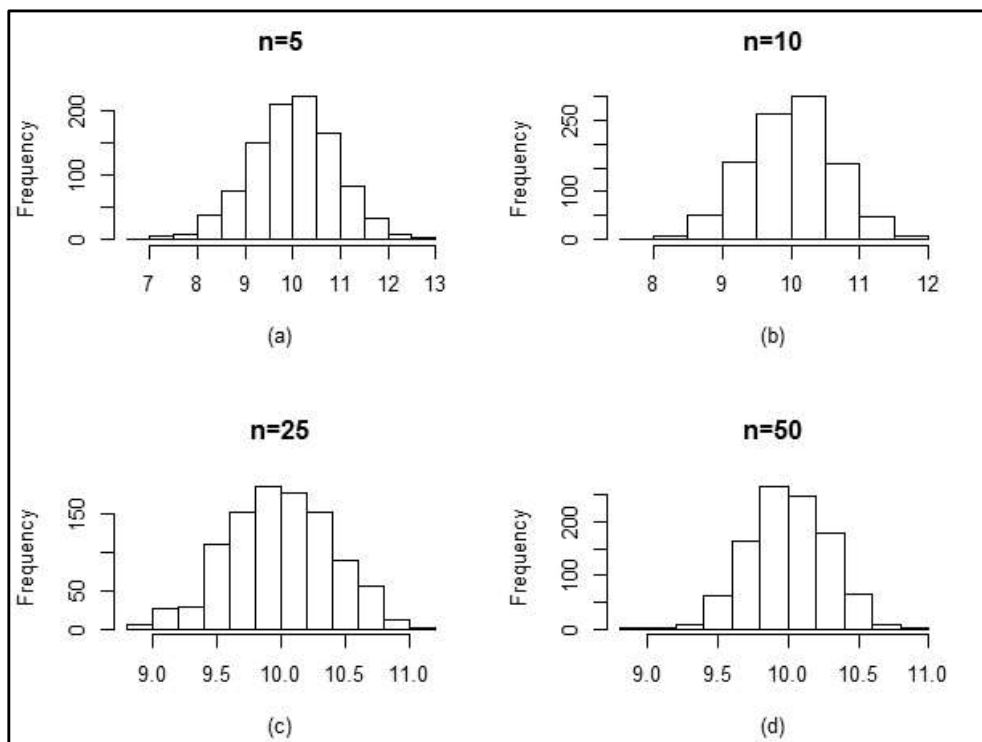 n=5
Frequency
0 100 200
7 8 9 10 11 12 13
(a)
n=10
Frequency
0 100 250
8 9 10 11 12
(b)
n=25
Frequency
0 50 150
9.0 9.5 10.0 10.5 11.0
(c)
n=50
Frequency
0 100 200
9.0 9.5 10.0 10.5 11.0
(d)